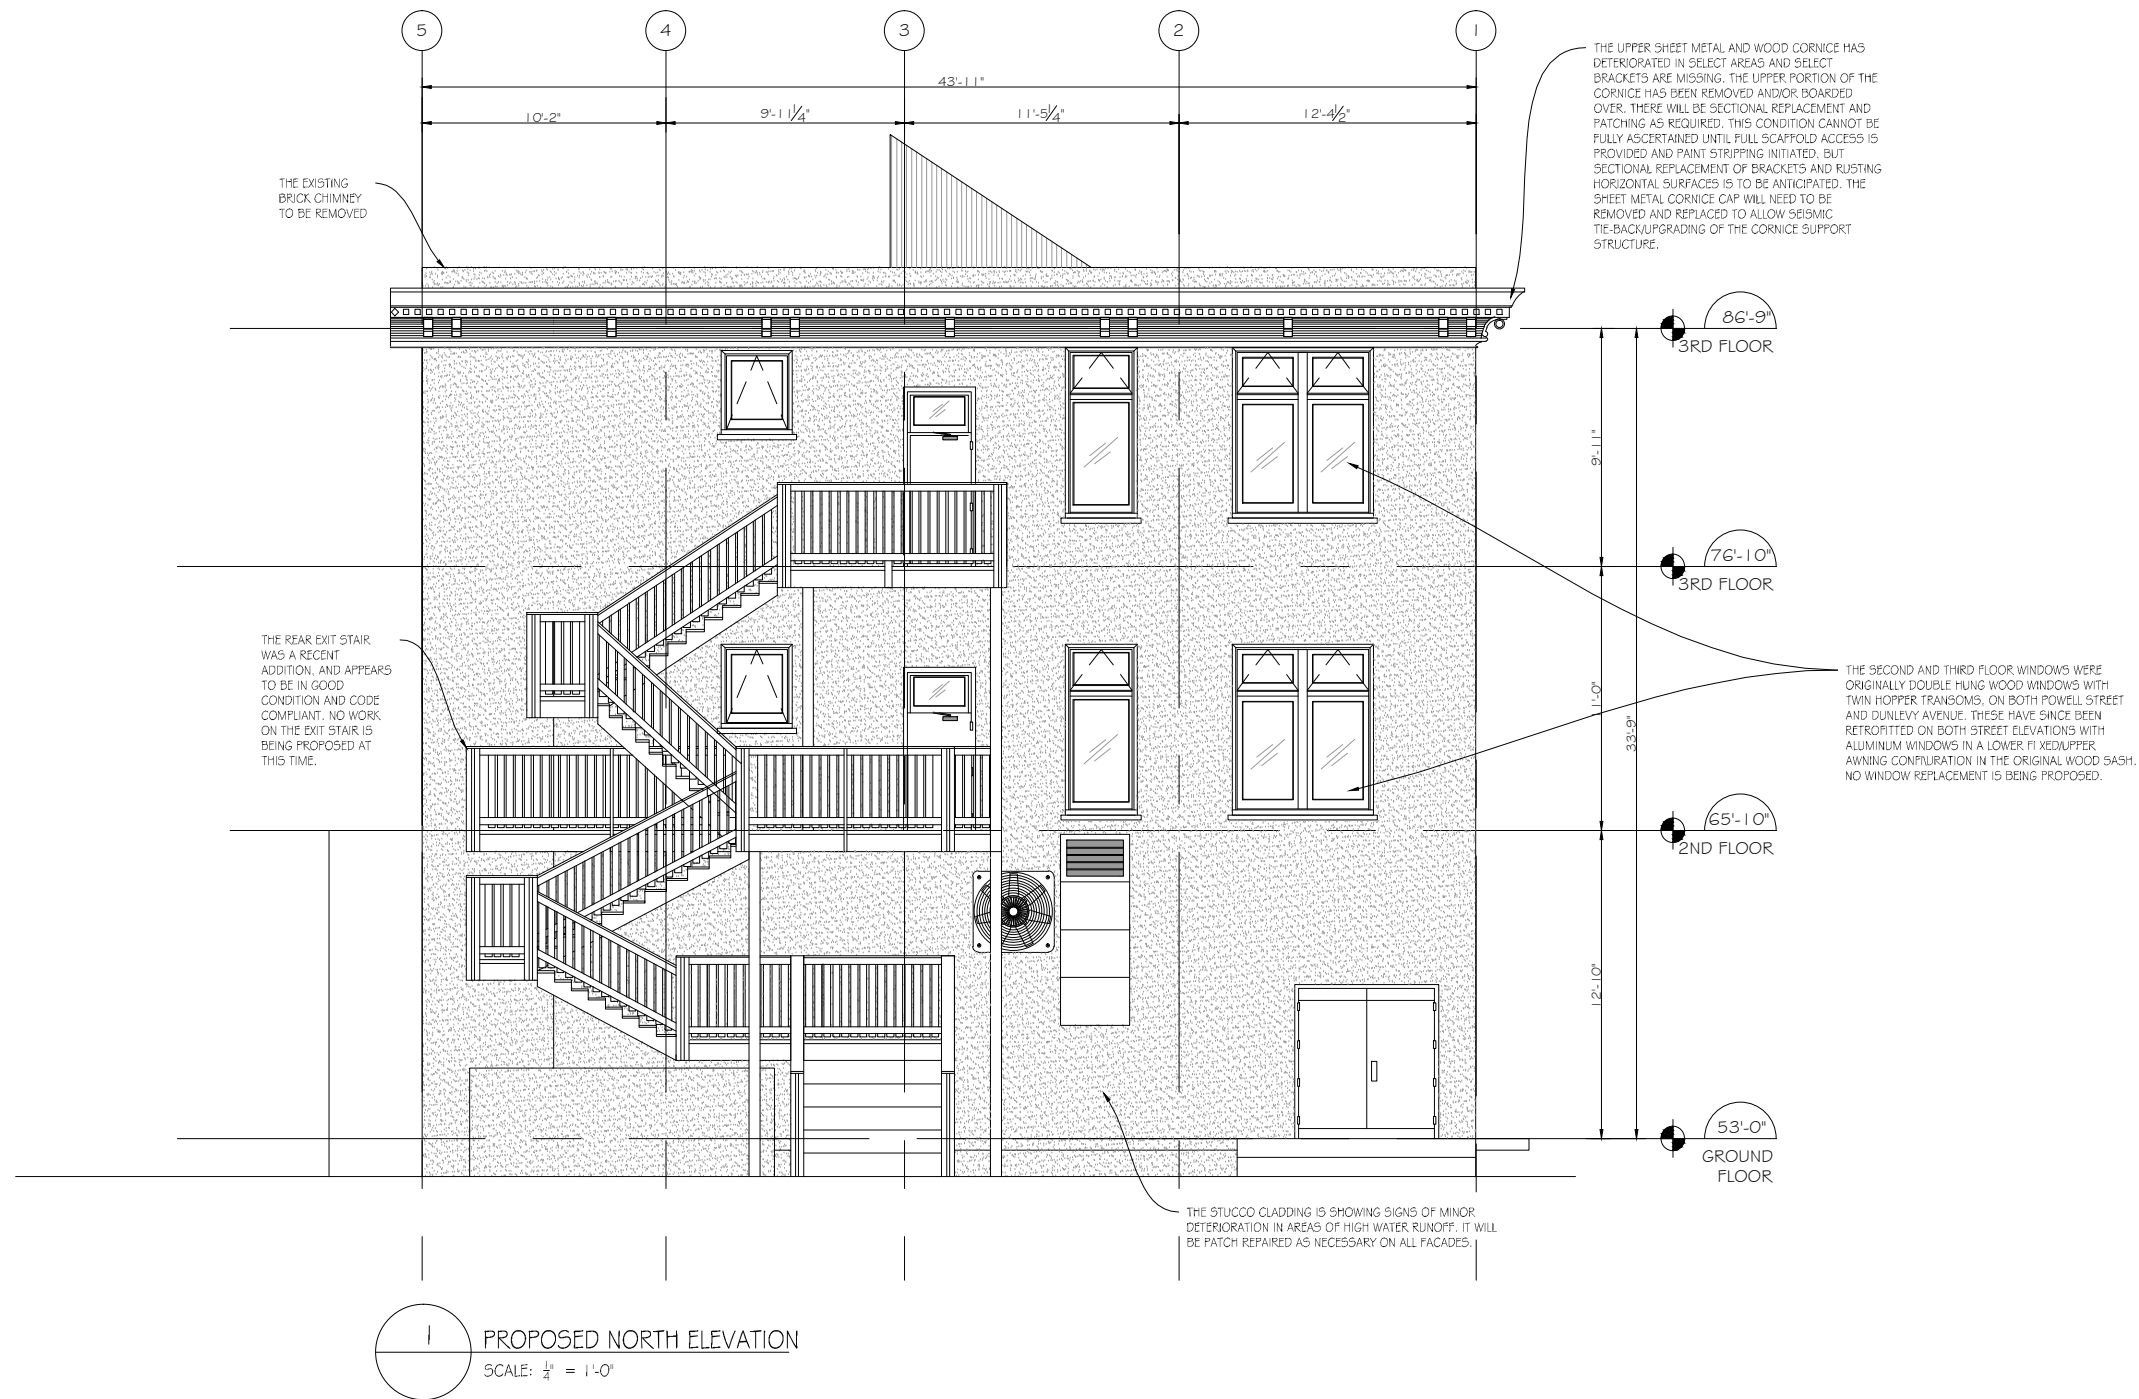 5
4
3
2
1
43'-11"
10'-2"
9'-11 1/4"
11'-5 1/4"
12'-4 1/2"
THE UPPER SHEET METAL AND WOOD CORNICE HAS
DETERIORATED IN SELECT AREAS AND SELECT
BRACKETS ARE MISSING. THE UPPER PORTION OF THE
CORNICE HAS BEEN REMOVED AND/OR BOARDED
OVER. THERE WILL BE SECTIONAL REPLACEMENT AND
PATCHING AS REQUIRED. THIS CONDITION CANNOT BE
FULLY ASCERTAINED UNTIL FULL SCAFFOLD ACCESS IS
PROVIDED AND PAINT STRIPPING INITIATED, BUT
SECTIONAL REPLACEMENT OF BRACKETS AND RUSTING
HORIZONTAL SURFACES IS TO BE ANTICIPATED. THE
SHEET METAL CORNICE CAP WILL NEED TO BE
REMOVED AND REPLACED TO ALLOW SEISMIC
TIE-BACK/UPGRADING OF THE CORNICE SUPPORT
STRUCTURE.
THE EXISTING
BRICK CHIMNEY
TO BE REMOVED
86'-9"
3RD FLOOR
9'-11"
76'-10"
3RD FLOOR
THE REAR EXIT STAIR
WAS A RECENT
ADDITION, AND APPEARS
TO BE IN GOOD
CONDITION AND CODE
COMPLIANT. NO WORK
ON THE EXIT STAIR IS
BEING PROPOSED AT
THIS TIME.
THE SECOND AND THIRD FLOOR WINDOWS WERE
ORIGINALLY DOUBLE HUNG WOOD WINDOWS WITH
TWIN HOPPER TRANSOMS, ON BOTH POWELL STREET
AND DUNLEVY AVENUE. THESE HAVE SINCE BEEN
RETROFITTED ON BOTH STREET ELEVATIONS WITH
ALUMINUM WINDOWS IN A LOWER FI XED/UPPER
AWNING CONFINURATION IN THE ORIGINAL WOOD SASH.
NO WINDOW REPLACEMENT IS BEING PROPOSED.
11'-0"
33'-9"
65'-10"
2ND FLOOR
12'-10"
53'-0"
GROUND
FLOOR
THE STUCCO CLADDING IS SHOWING SIGNS OF MINOR
DETERIORATION IN AREAS OF HIGH WATER RUNOFF. IT WILL
BE PATCH REPAIRED AS NECESSARY ON ALL FACADES.
1
PROPOSED NORTH ELEVATION
SCALE: 1/4" = 1'-0"